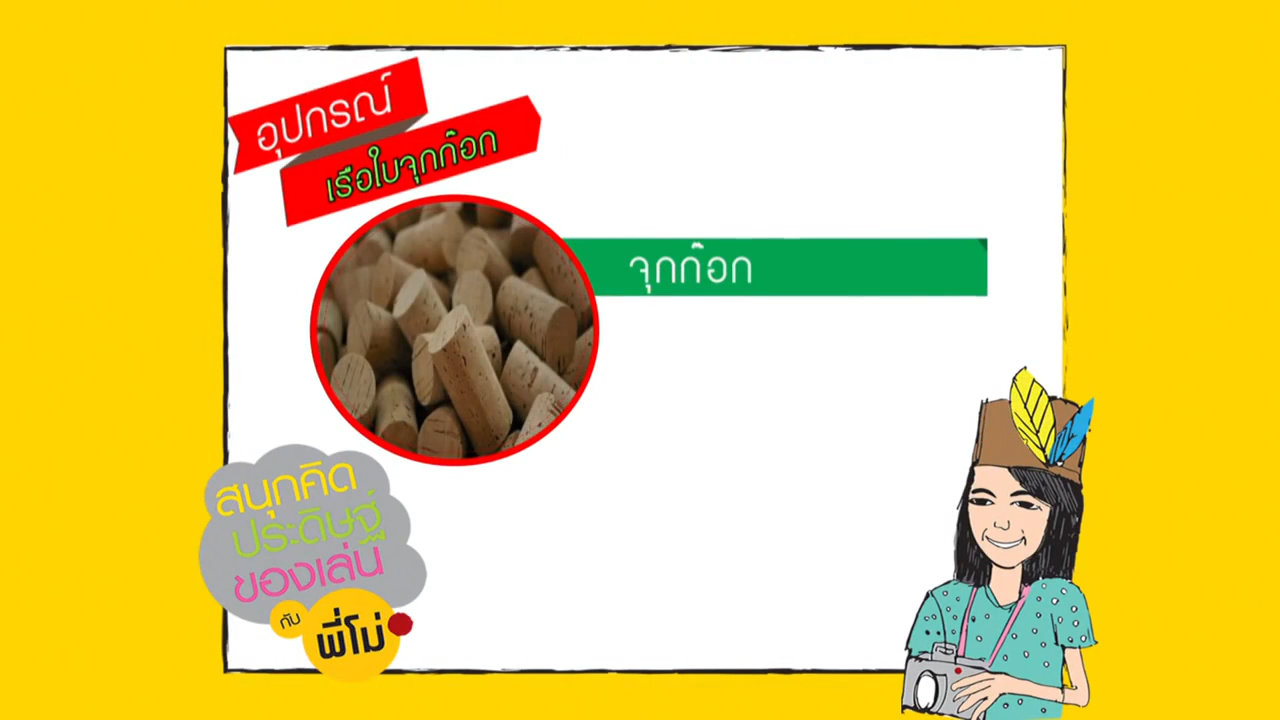 อุปกรณ์
เรือใบจุกก๊อก
จุกก๊อก
สนุกคิด
ประดิษฐ์
ของเล่น
กับ
พี่โม่